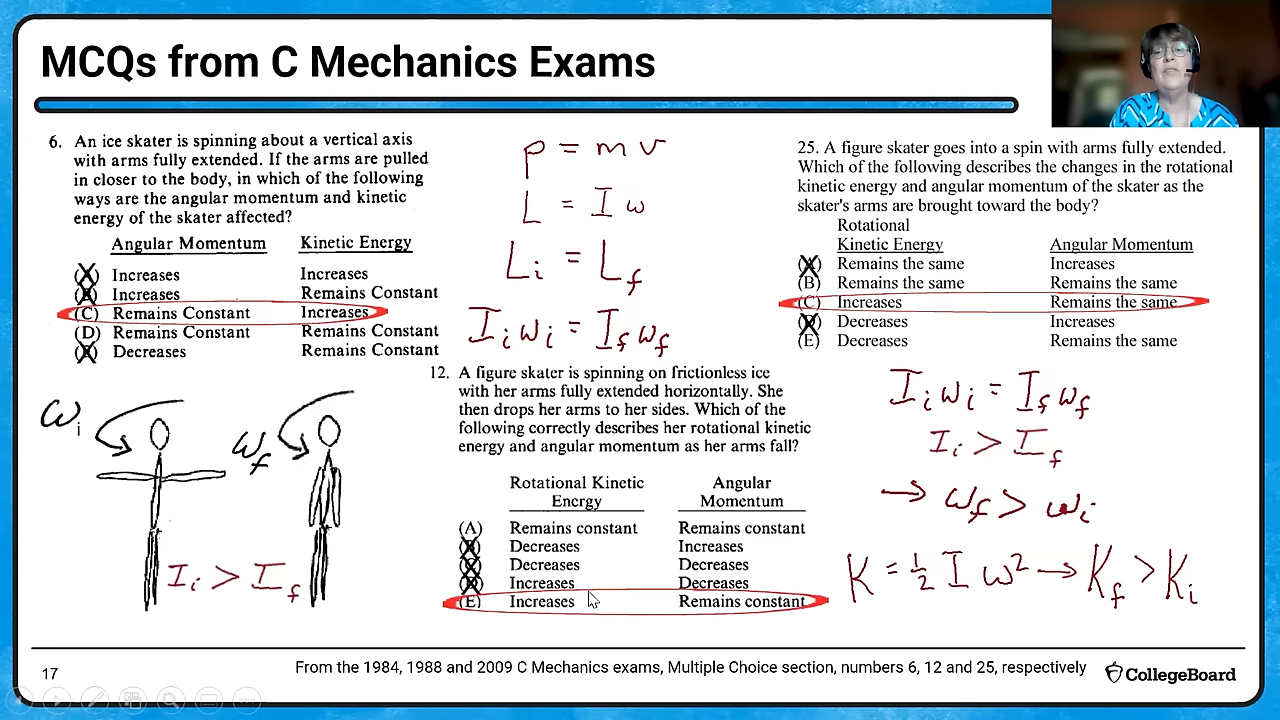 MCQs from C Mechanics Exams
6. An ice skater is spinning about a vertical axis
with arms fully extended. If the arms are pulled
in closer to the body, in which of the following
ways are the angular momentum and kinetic
energy of the skater affected?
Angular Momentum Kinetic Energy
(A) Increases Increases
(B) Increases Remains Constant
(C) Remains Constant Increases
(D) Remains Constant Remains Constant
(E) Decreases Remains Constant
p = m v
L = I ω
Li = Lf
Ii ωi = If ωf
25. A figure skater goes into a spin with arms fully extended.
Which of the following describes the changes in the rotational
kinetic energy and angular momentum of the skater as the
skater's arms are brought toward the body?
Rotational
Kinetic Energy Angular Momentum
(A) Remains the same Increases
(B) Remains the same Remains the same
(C) Increases Remains the same
(D) Decreases Increases
(E) Decreases Remains the same
12. A figure skater is spinning on frictionless ice
with her arms fully extended horizontally. She
then drops her arms to her sides. Which of the
following correctly describes her rotational kinetic
energy and angular momentum as her arms fall?
Rotational Kinetic Angular
Energy Momentum
(A) Remains constant Remains constant
(B) Decreases Increases
(C) Decreases Decreases
(D) Increases Decreases
(E) Increases Remains constant
ωi
ωf
Ii > If
Ii ωi = If ωf
Ii > If
→ ωf > ωi
K = ½ I ω² → Kf > Ki
17
From the 1984, 1988 and 2009 C Mechanics exams, Multiple Choice section, numbers 6, 12 and 25, respectively
CollegeBoard